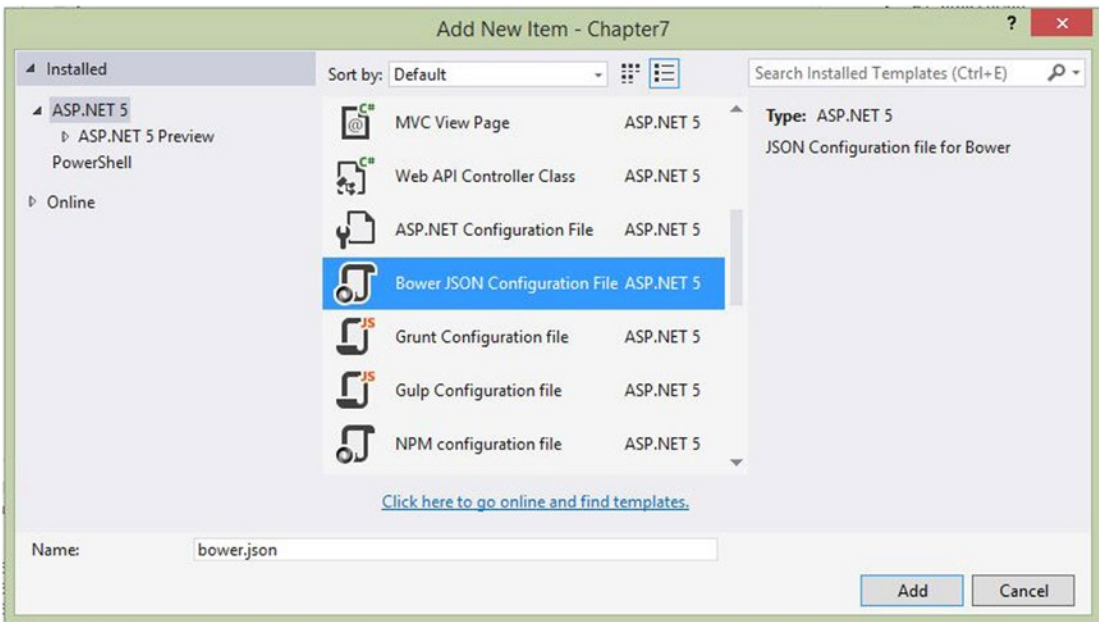 Add New Item - Chapter7
?
Installed
ASP.NET 5
ASP.NET 5 Preview
PowerShell
Online
Sort by: Default
C#
MVC View Page ASP.NET 5
C#
Web API Controller Class ASP.NET 5
ASP.NET Configuration File ASP.NET 5
Bower JSON Configuration File ASP.NET 5
JS
Grunt Configuration file ASP.NET 5
JS
Gulp Configuration file ASP.NET 5
NPM configuration file ASP.NET 5
Click here to go online and find templates.
Search Installed Templates (Ctrl+E)
Type: ASP.NET 5
JSON Configuration file for Bower
Name: bower.json
Add Cancel